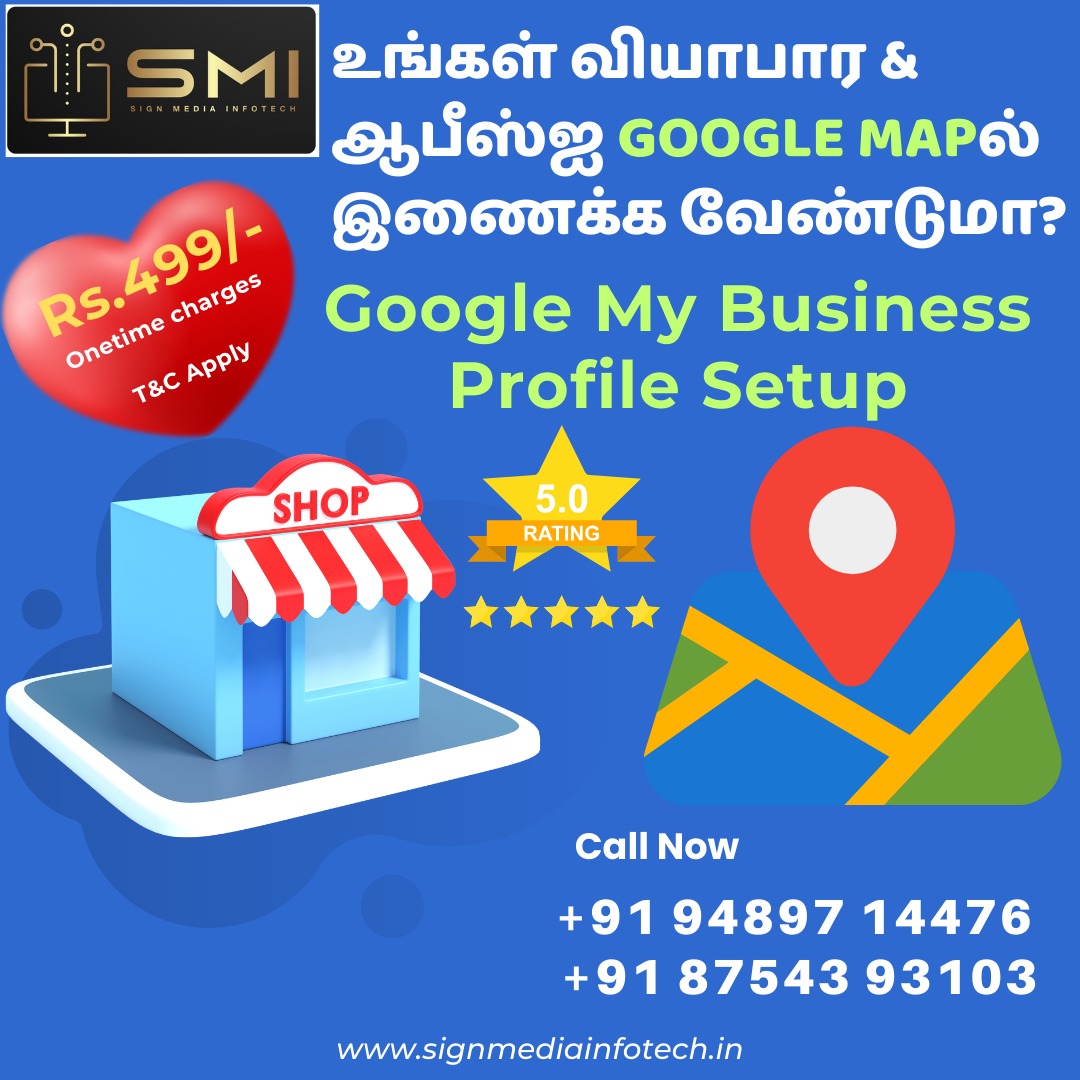 SMI
SIGN MEDIA INFOTECH
உங்கள் வியாபார &
ஆபீஸ்ஐ GOOGLE MAPல்
இணைக்க வேண்டுமா?
Rs.499/-
Onetime charges
T&C Apply
Google My Business
Profile Setup
SHOP
5.0
RATING
Call Now
+91 94897 14476
+91 87543 93103
www.signmediainfotech.in